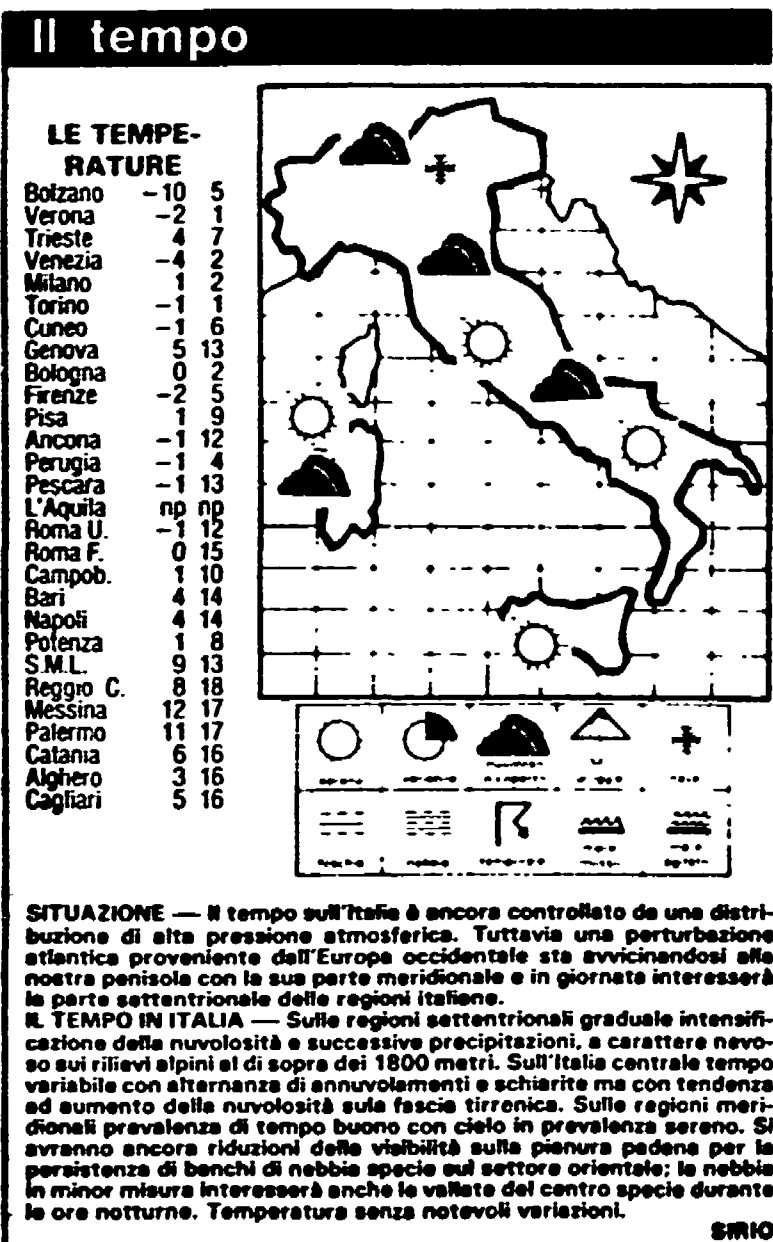 Il tempo
LE TEMPE-
RATURE
Bolzano −10 5
Verona −2 1
Trieste 4 7
Venezia −4 2
Milano 1 2
Torino −1 1
Cuneo −1 6
Genova 5 13
Bologna 0 2
Firenze −2 5
Pisa 1 9
Ancona −1 12
Perugia −1 4
Pescara −1 13
L'Aquila np np
Roma U. −1 12
Roma F. 0 15
Campob. 1 10
Bari 4 14
Napoli 4 14
Potenza 1 8
S.M.L. 9 13
Reggio C. 8 18
Messina 12 17
Palermo 11 17
Catania 6 16
Alghero 3 16
Cagliari 5 16
SITUAZIONE — Il tempo sull'Italia è ancora controllato da una distri-
buzione di alta pressione atmosferica. Tuttavia una perturbazione
atlantica proveniente dall'Europa occidentale sta avvicinandosi alla
nostra penisola con la sua parte meridionale e in giornata interesserà
la parte settentrionale delle regioni italiane.
IL TEMPO IN ITALIA — Sulle regioni settentrionali graduale intensifi-
cazione della nuvolosità e successive precipitazioni, a carattere nevo-
so sui rilievi alpini al di sopra dei 1800 metri. Sull'Italia centrale tempo
variabile con alternanza di annuvolamenti e schiarite ma con tendenza
ad aumento della nuvolosità sula fascia tirrenica. Sulle regioni meri-
dionali prevalenza di tempo buono con cielo in prevalenza sereno. Si
avranno ancora riduzioni della visibilità sulla pianura padana per la
persistenza di banchi di nebbia specie sul settore orientale; la nebbia
in minor misura interesserà anche le vallate del centro specie durante
le ore notturne. Temperatura senza notevoli variazioni.
SIRIO